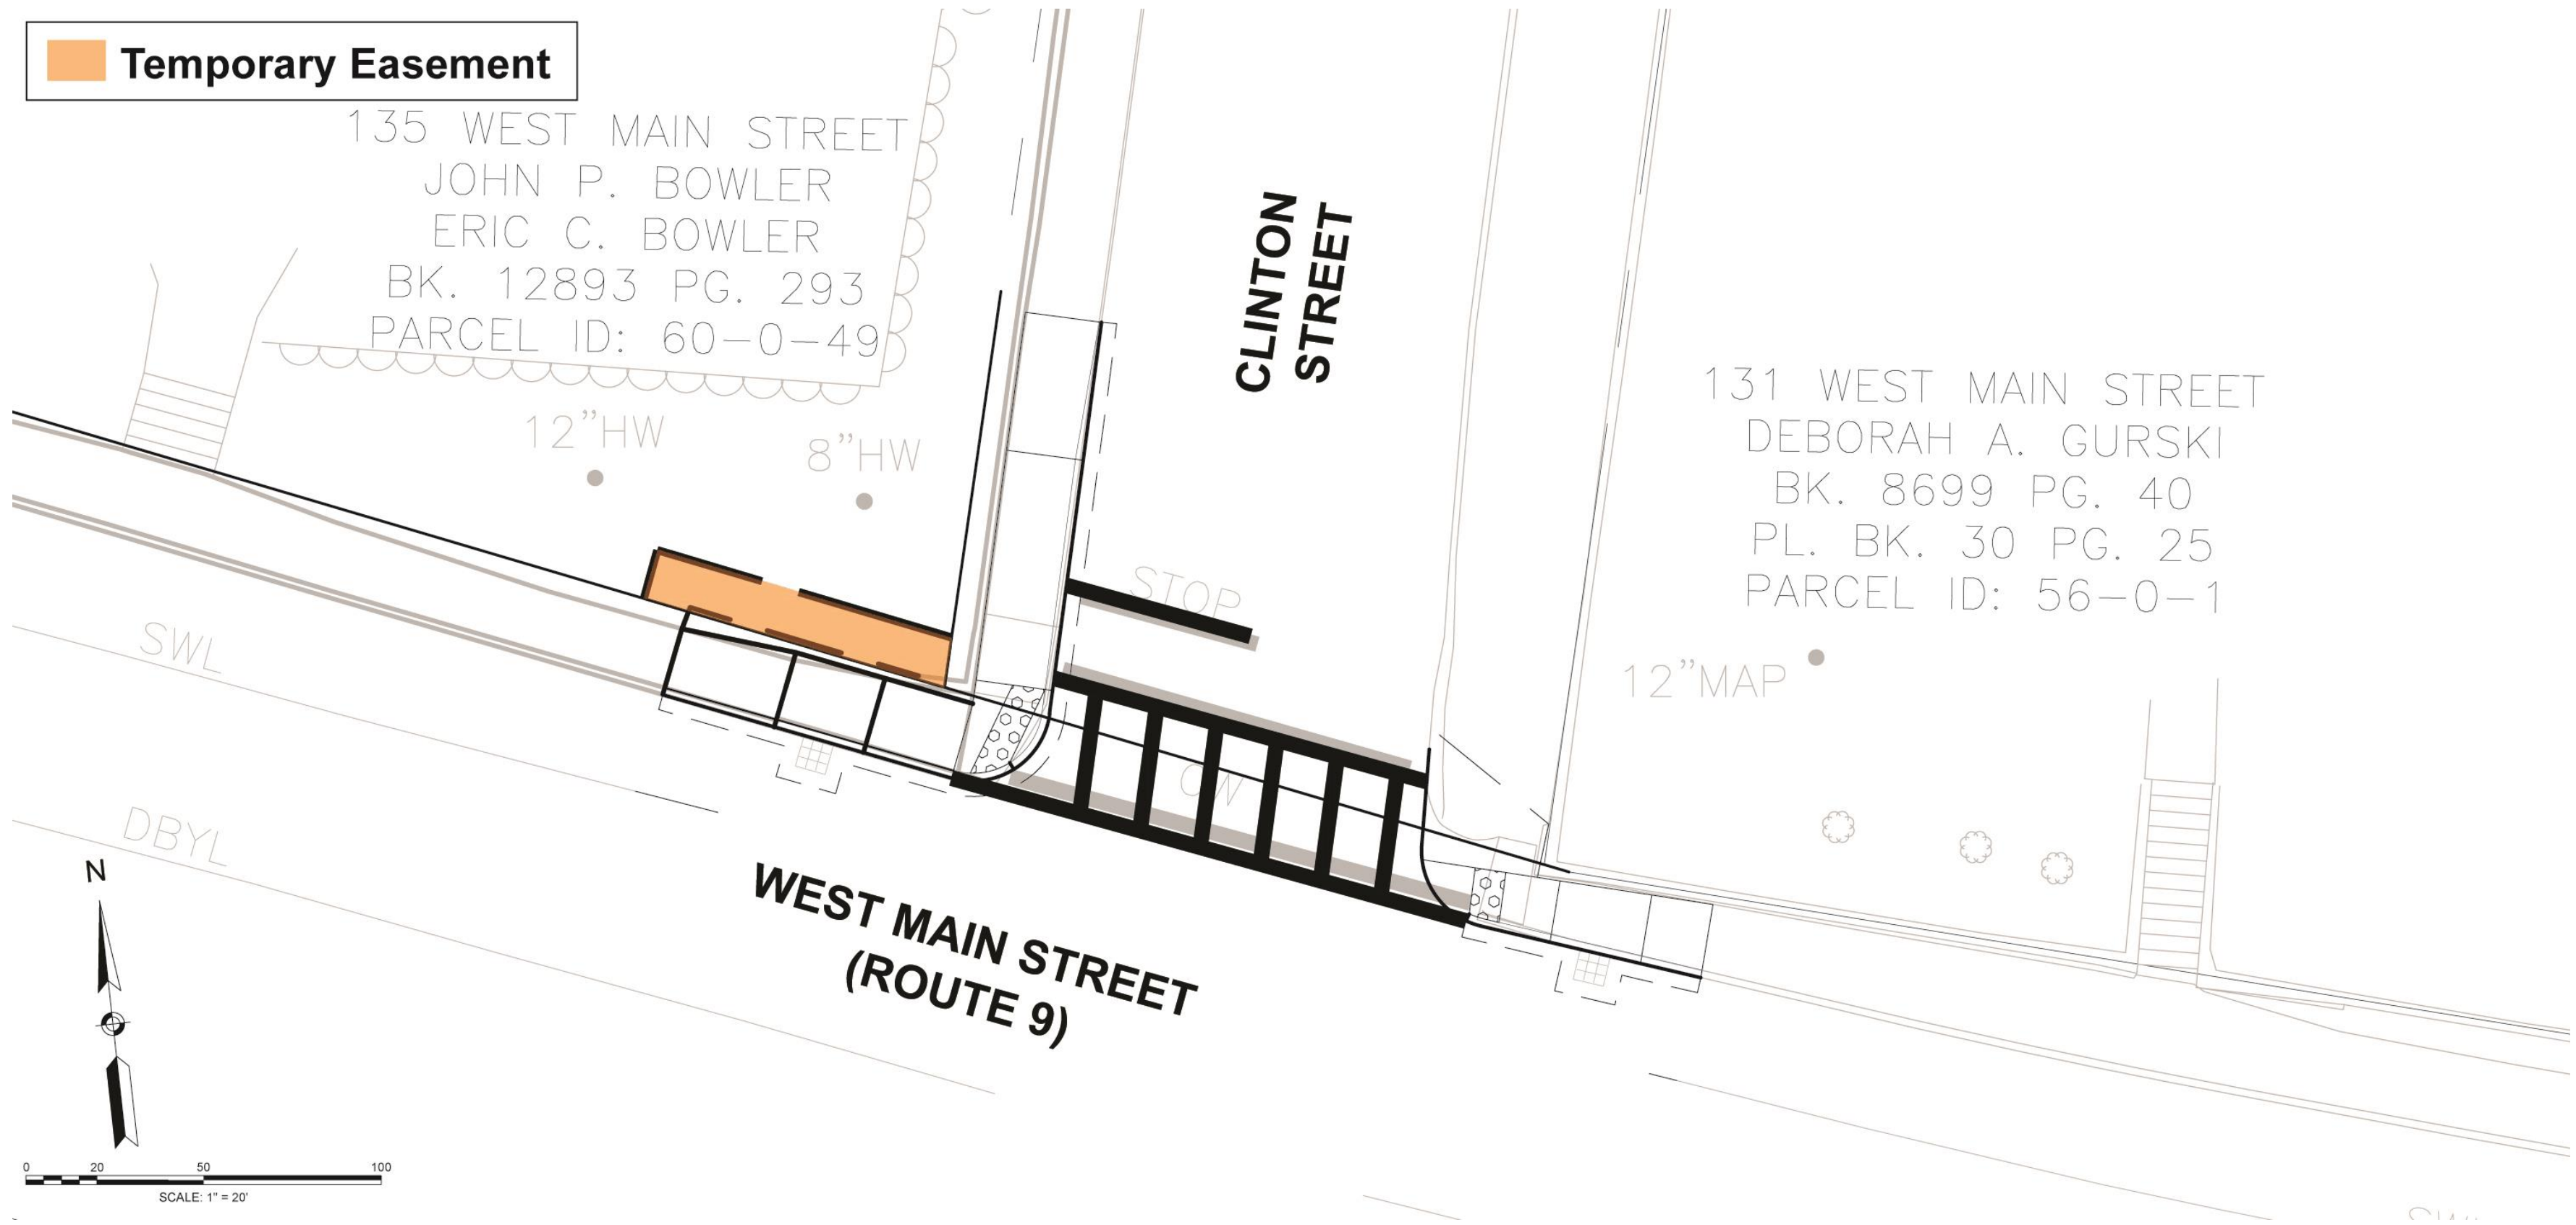 Temporary Easement
135 WEST MAIN STREET
JOHN P. BOWLER
ERIC C. BOWLER
BK. 12893 PG. 293
PARCEL ID: 60-0-49
12"HW
8"HW
CLINTON
STREET
131 WEST MAIN STREET
DEBORAH A. GURSKI
BK. 8699 PG. 40
PL. BK. 30 PG. 25
PARCEL ID: 56-0-1
STOP
SWL
12"MAP
CW
DBYL
WEST MAIN STREET
(ROUTE 9)
N
0 20 50 100
SCALE: 1" = 20'